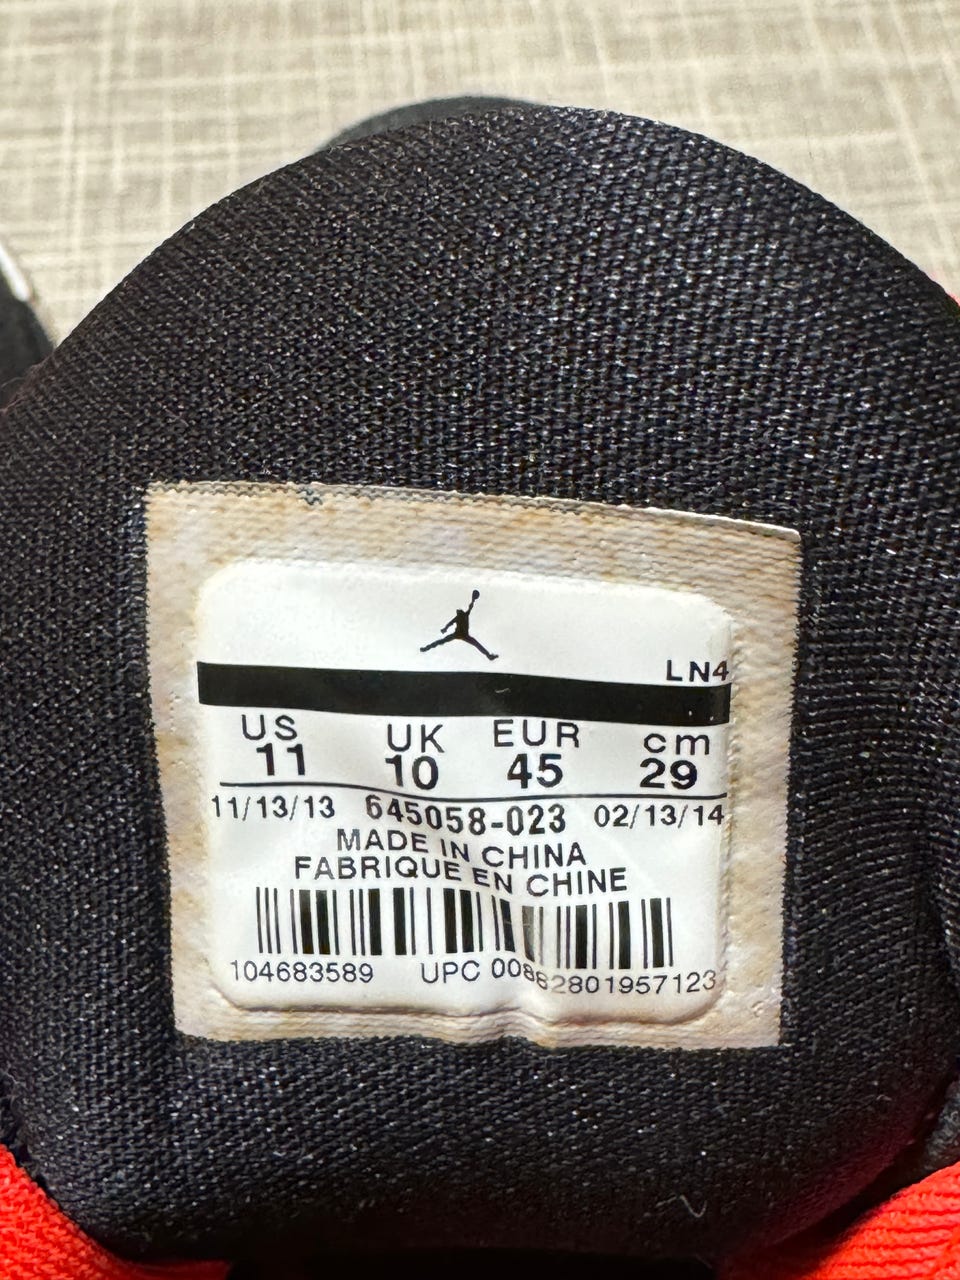 LN4
US UK EUR cm
11 10 45 29
11/13/13 645058-023 02/13/14
MADE IN CHINA
FABRIQUE EN CHINE
104683589 UPC 00882801957123